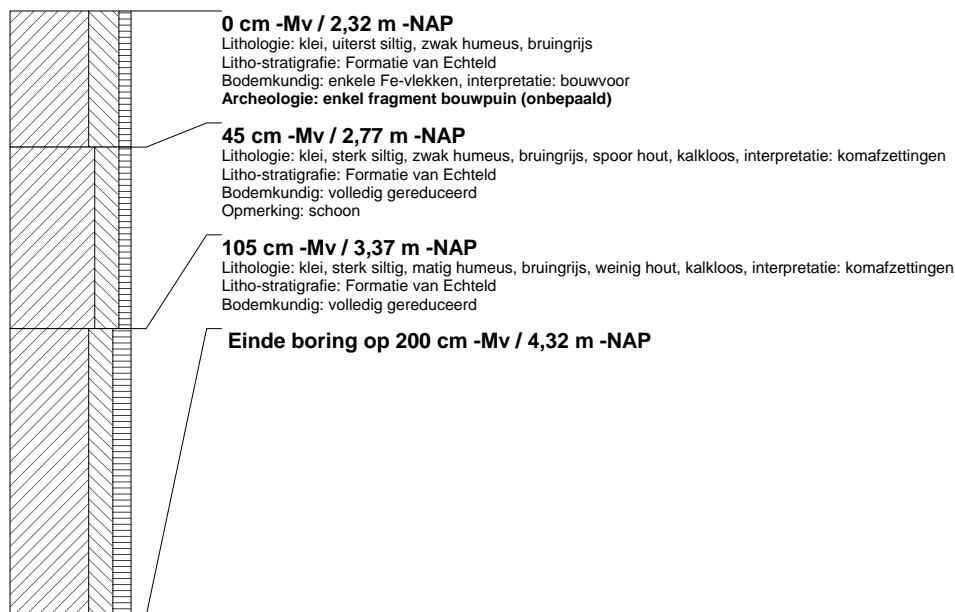 0 cm -Mv / 2,32 m -NAP
Lithologie: klei, uiterst siltig, zwak humeus, bruingrijs
Litho-stratigrafie: Formatie van Echteld
Bodemkundig: enkele Fe-vlekken, interpretatie: bouwvoor
Archeologie: enkel fragment bouwpuin (onbepaald)
45 cm -Mv / 2,77 m -NAP
Lithologie: klei, sterk siltig, zwak humeus, bruingrijs, spoor hout, kalkloos, interpretatie: komafzettingen
Litho-stratigrafie: Formatie van Echteld
Bodemkundig: volledig gereduceerd
Opmerking: schoon
105 cm -Mv / 3,37 m -NAP
Lithologie: klei, sterk siltig, matig humeus, bruingrijs, weinig hout, kalkloos, interpretatie: komafzettingen
Litho-stratigrafie: Formatie van Echteld
Bodemkundig: volledig gereduceerd
Einde boring op 200 cm -Mv / 4,32 m -NAP